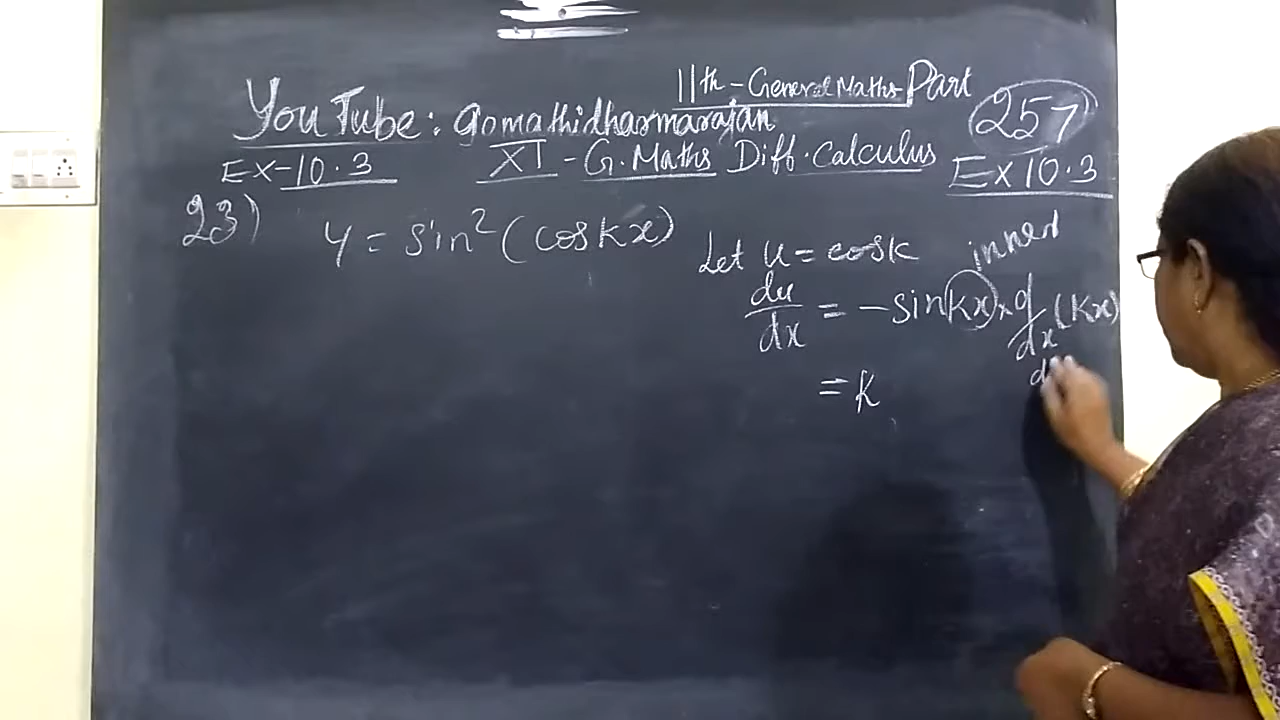 11th - General Maths Part
YouTube: gomathidharmarajan 257
Ex-10.3 XI - G. Maths Diff. Calculus Ex 10.3
23) y = sin² (cos kx) Let u = cosk inner
du/dx = -sin(kx) × d/dx (kx)
= k d